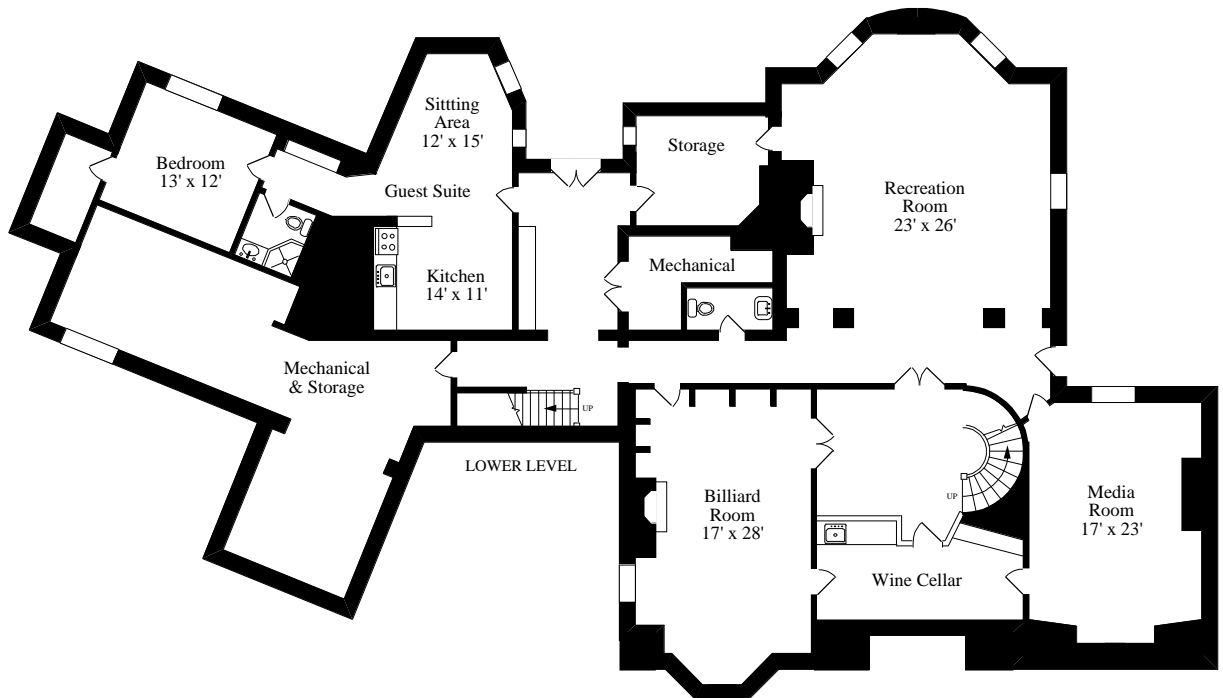 Sittting
Area
12' x 15'
Storage
Bedroom
13' x 12'
Guest Suite
Recreation
Room
23' x 26'
Mechanical
Kitchen
14' x 11'
Mechanical
& Storage
UP
LOWER LEVEL
Billiard
Room
17' x 28'
UP
Media
Room
17' x 23'
Wine Cellar